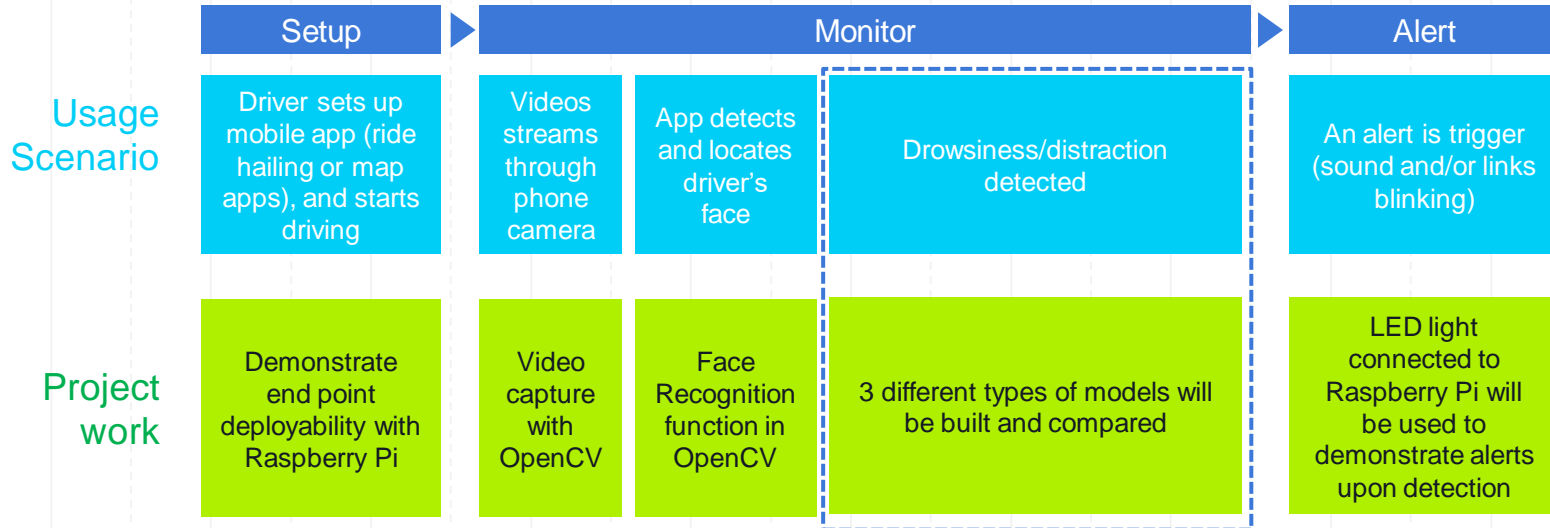 Setup
Monitor
Alert
Usage
Scenario
Driver sets up
mobile app (ride
hailing or map
apps), and starts
driving
Videos
streams
through
phone
camera
App detects
and locates
driver's
face
Drowsiness/distraction
detected
An alert is trigger
(sound and/or links
blinking)
Project
work
Demonstrate
end point
deployability with
Raspberry Pi
Video
capture
with
OpenCV
Face
Recognition
function in
OpenCV
3 different types of models will
be built and compared
LED light
connected to
Raspberry Pi will
be used to
demonstrate alerts
upon detection